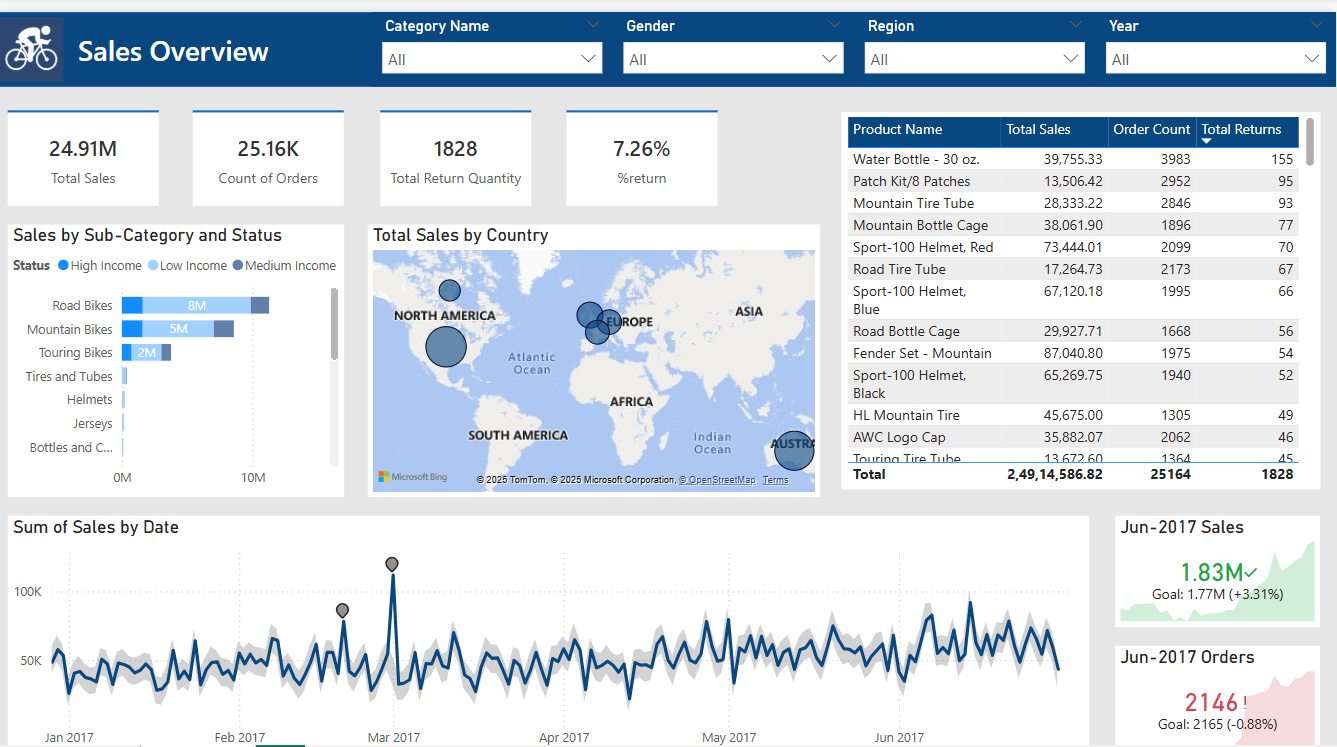 Sales Overview
Category Name
All
Gender
All
Region
All
Year
All
24.91M
Total Sales
25.16K
Count of Orders
1828
Total Return Quantity
7.26%
%return
Product Name Total Sales Order Count Total Returns
Water Bottle - 30 oz. 39,755.33 3983 155
Patch Kit/8 Patches 13,506.42 2952 95
Mountain Tire Tube 28,333.22 2846 93
Mountain Bottle Cage 38,061.90 1896 77
Sport-100 Helmet, Red 73,444.01 2099 70
Road Tire Tube 17,264.73 2173 67
Sport-100 Helmet, 67,120.18 1995 66
Blue
Road Bottle Cage 29,927.71 1668 56
Fender Set - Mountain 87,040.80 1975 54
Sport-100 Helmet, 65,269.75 1940 52
Black
HL Mountain Tire 45,675.00 1305 49
AWC Logo Cap 35,882.07 2062 46
Touring Tire Tube 13,672.60 1364 45
Total 2,49,14,586.82 25164 1828
Sales by Sub-Category and Status
Status High Income Low Income Medium Income
Road Bikes 8M
Mountain Bikes 5M
Touring Bikes 2M
Tires and Tubes
Helmets
Jerseys
Bottles and C...
0M 10M
Total Sales by Country
NORTH AMERICA
EUROPE
ASIA
Atlantic
Ocean
AFRICA
SOUTH AMERICA
Indian
Ocean
AUSTRA
Microsoft Bing
© 2025 TomTom, © 2025 Microsoft Corporation, © OpenStreetMap Terms
Sum of Sales by Date
100K
50K
Jan 2017 Feb 2017 Mar 2017 Apr 2017 May 2017 Jun 2017
Jun-2017 Sales
1.83M
Goal: 1.77M (+3.31%)
Jun-2017 Orders
2146!
Goal: 2165 (-0.88%)